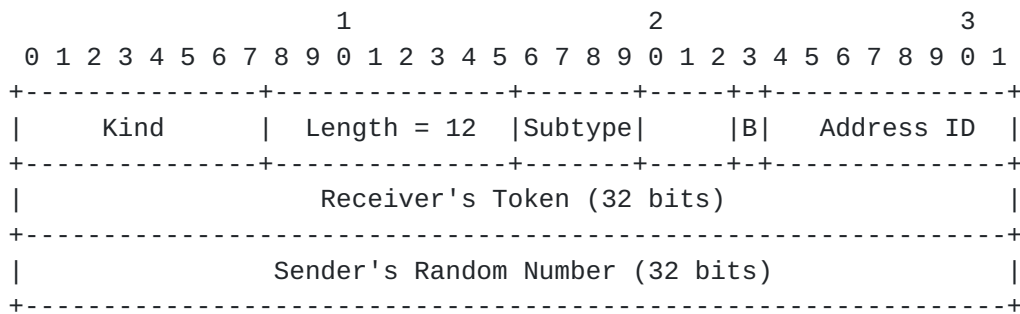 1                   2                   3
 0 1 2 3 4 5 6 7 8 9 0 1 2 3 4 5 6 7 8 9 0 1 2 3 4 5 6 7 8 9 0 1
+---------------+---------------+-------+-----+-+---------------+
|     Kind      |  Length = 12  |Subtype|     |B|   Address ID  |
+---------------+---------------+-------+-----+-+---------------+
|                   Receiver's Token (32 bits)                  |
+---------------------------------------------------------------+
|                Sender's Random Number (32 bits)               |
+---------------------------------------------------------------+